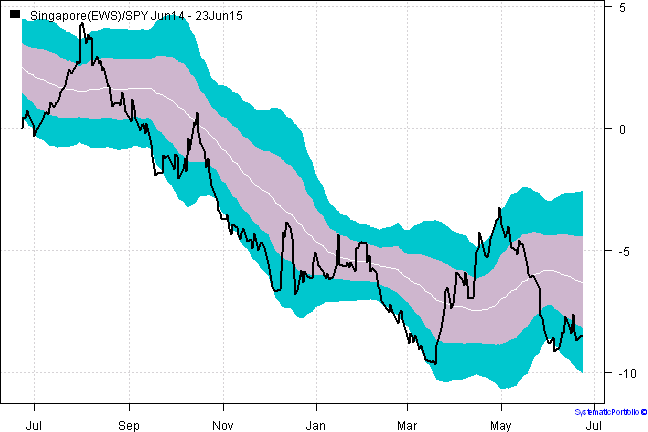 Singapore(EWS)/SPY Jun14 - 23Jun15
5
0
-5
-10
SystematicPortfolio ©
Jul Sep Nov Jan Mar May Jul